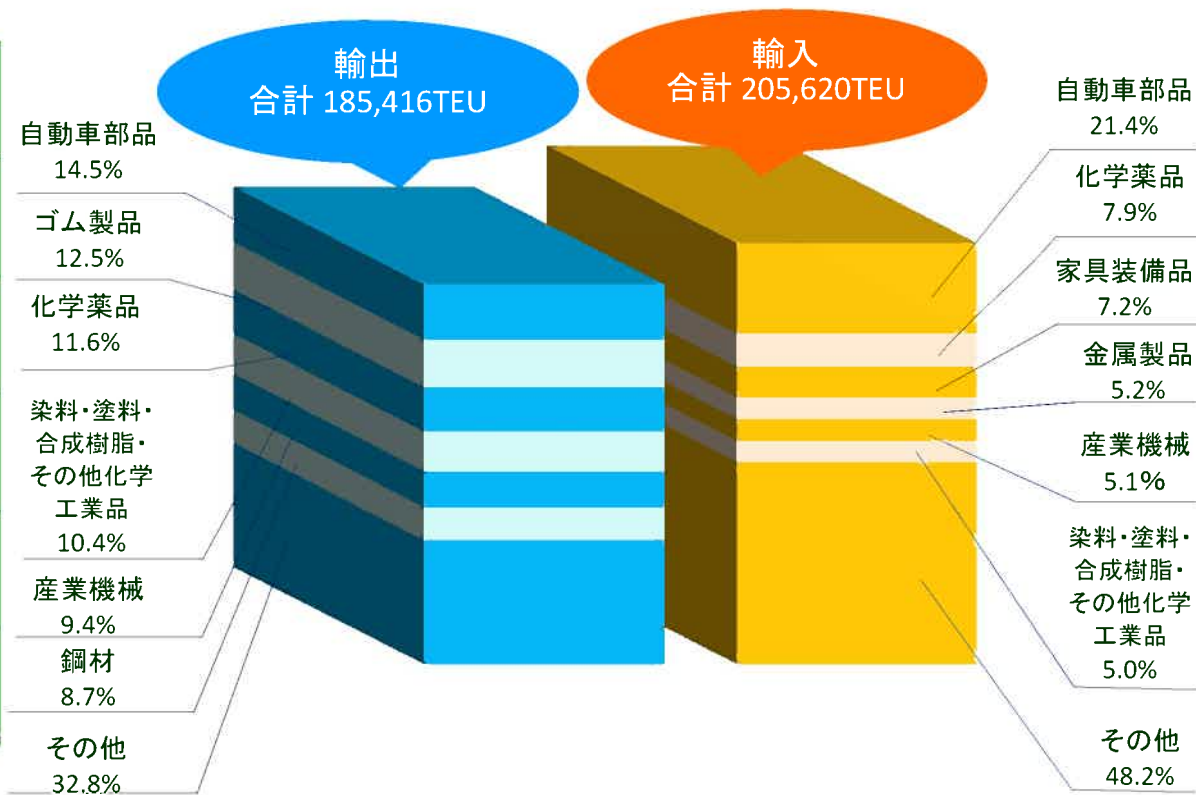 輸出
合計 185,416TEU
自動車部品
14.5%
ゴム製品
12.5%
化学薬品
11.6%
染料・塗料・
合成樹脂・
その他化学
工業品
10.4%
産業機械
9.4%
鋼材
8.7%
その他
32.8%
輸入
合計 205,620TEU
自動車部品
21.4%
化学薬品
7.9%
家具装備品
7.2%
金属製品
5.2%
産業機械
5.1%
染料・塗料・
合成樹脂・
その他化学
工業品
5.0%
その他
48.2%